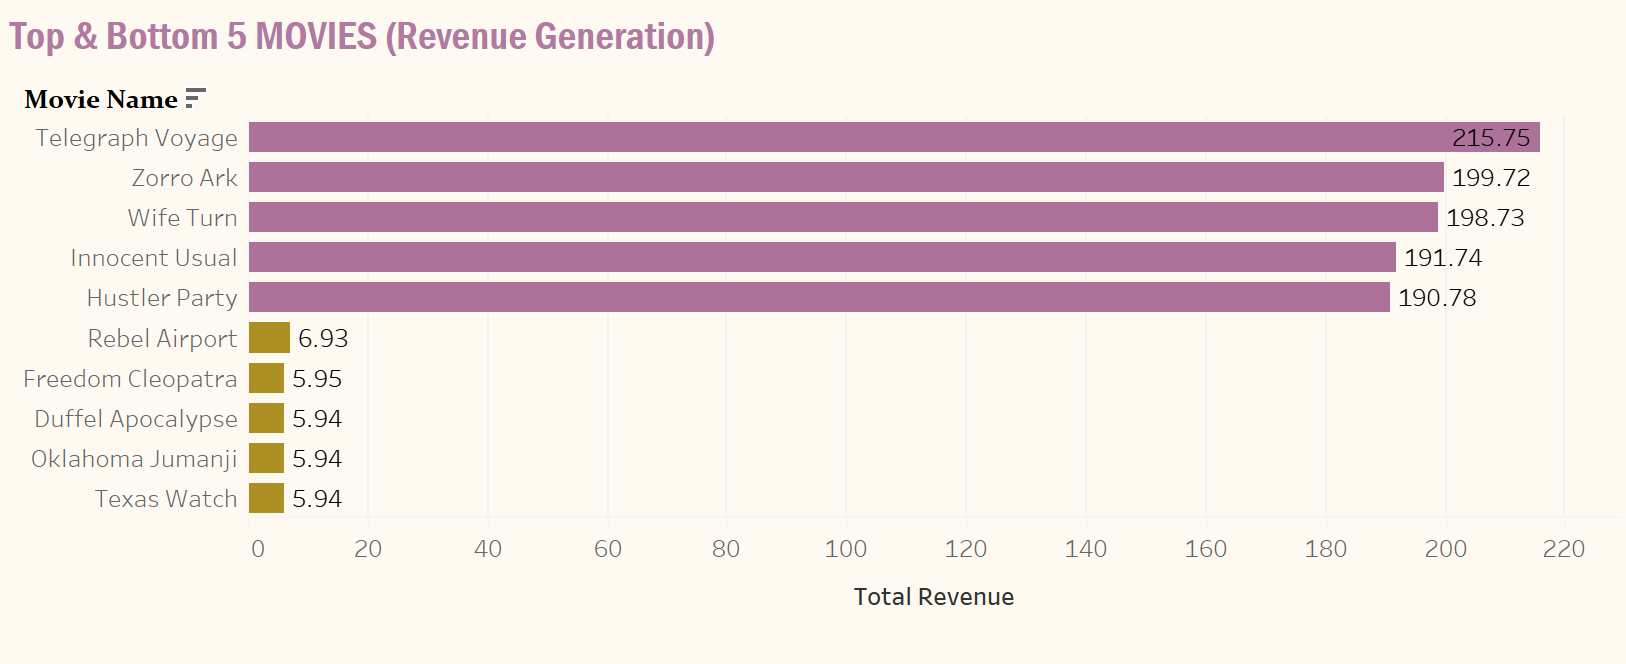 Top & Bottom 5 MOVIES (Revenue Generation)
Movie Name
Telegraph Voyage 215.75
Zorro Ark 199.72
Wife Turn 198.73
Innocent Usual 191.74
Hustler Party 190.78
Rebel Airport 6.93
Freedom Cleopatra 5.95
Duffel Apocalypse 5.94
Oklahoma Jumanji 5.94
Texas Watch 5.94
0 20 40 60 80 100 120 140 160 180 200 220
Total Revenue